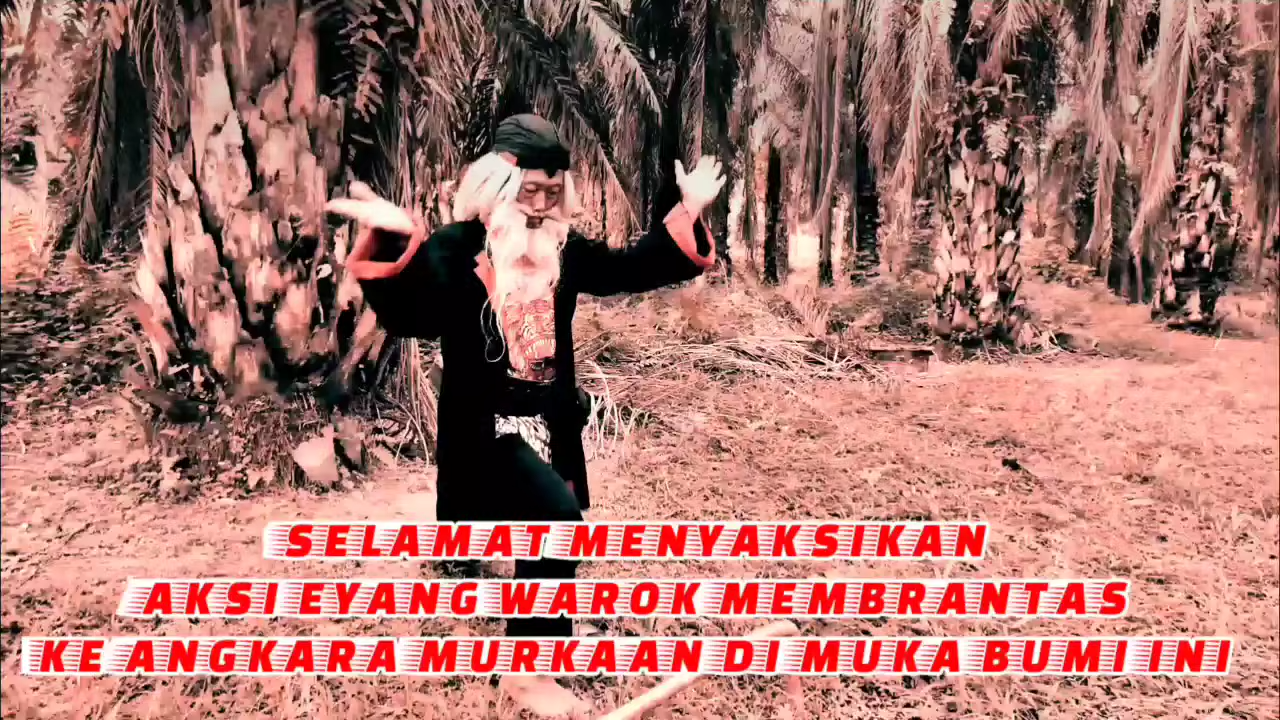 SELAMAT MENYAKSIKAN
AKSI EYANG WAROK MEMBRANTAS
KE ANGKARA MURKAAN DI MUKA BUMI INI